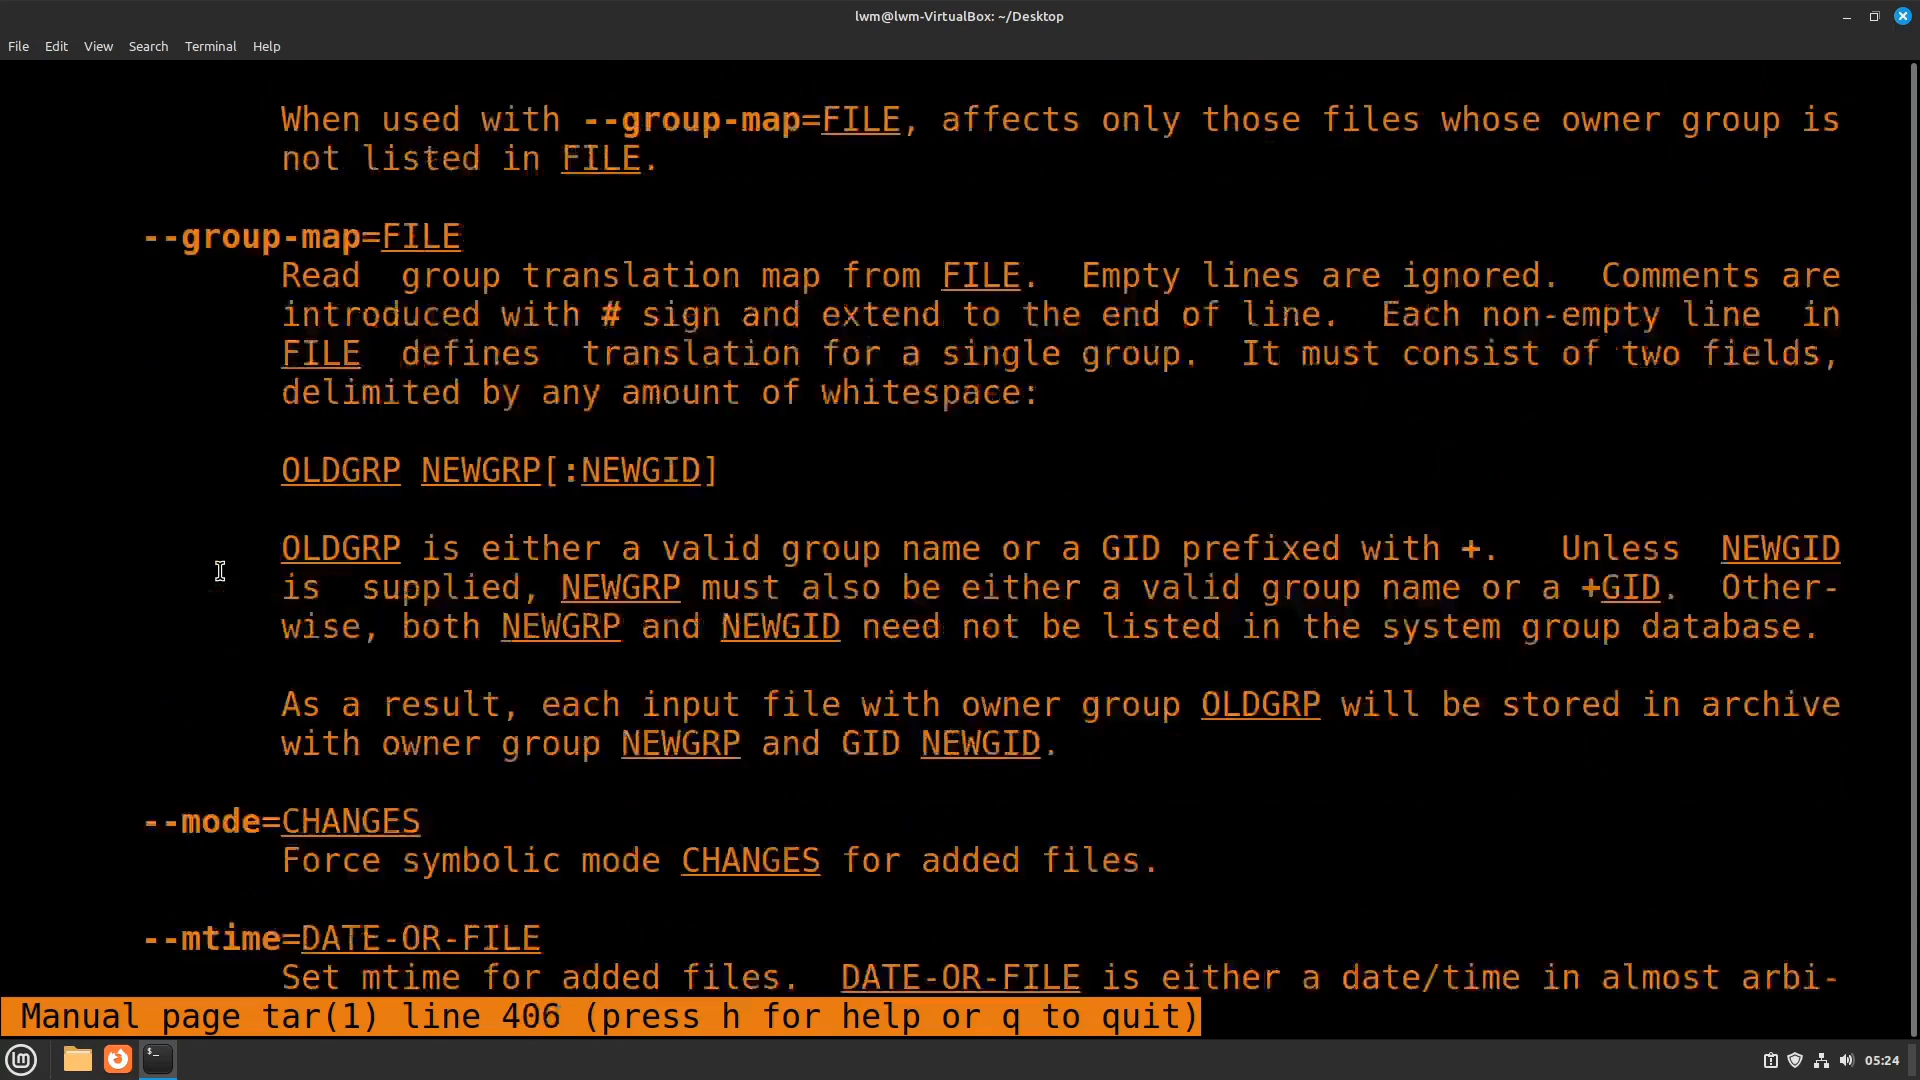 lwm@lwm-VirtualBox: ~/Desktop
File Edit View Search Terminal Help
When used with --group-map=FILE, affects only those files whose owner group is
not listed in FILE.
--group-map=FILE
Read  group translation map from FILE.  Empty lines are ignored.  Comments are
introduced with # sign and extend to the end of line.  Each non-empty line  in
FILE  defines  translation for a single group.  It must consist of two fields,
delimited by any amount of whitespace:
OLDGRP NEWGRP[:NEWGID]
OLDGRP is either a valid group name or a GID prefixed with +.   Unless  NEWGID
is  supplied, NEWGRP must also be either a valid group name or a +GID.  Other-
wise, both NEWGRP and NEWGID need not be listed in the system group database.
As a result, each input file with owner group OLDGRP will be stored in archive
with owner group NEWGRP and GID NEWGID.
--mode=CHANGES
Force symbolic mode CHANGES for added files.
--mtime=DATE-OR-FILE
Set mtime for added files.  DATE-OR-FILE is either a date/time in almost arbi-
Manual page tar(1) line 406 (press h for help or q to quit)
05:24